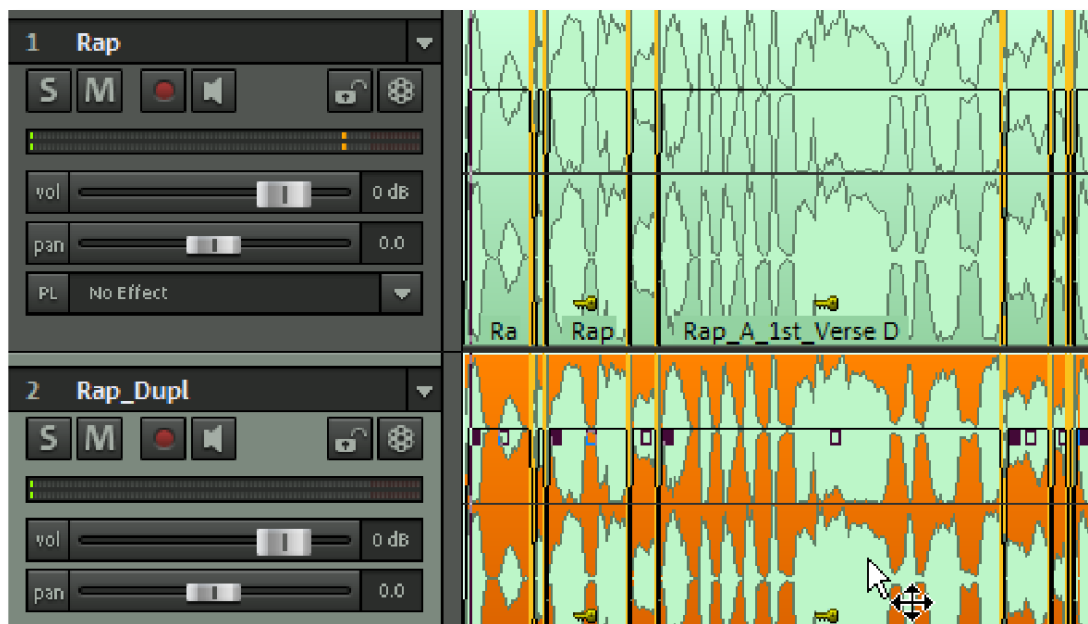 1 Rap
S M
vol 0 dB
pan 0.0
PL No Effect
Ra Rap Rap_A_1st_Verse D
2 Rap_Dupl
S M
vol 0 dB
pan 0.0